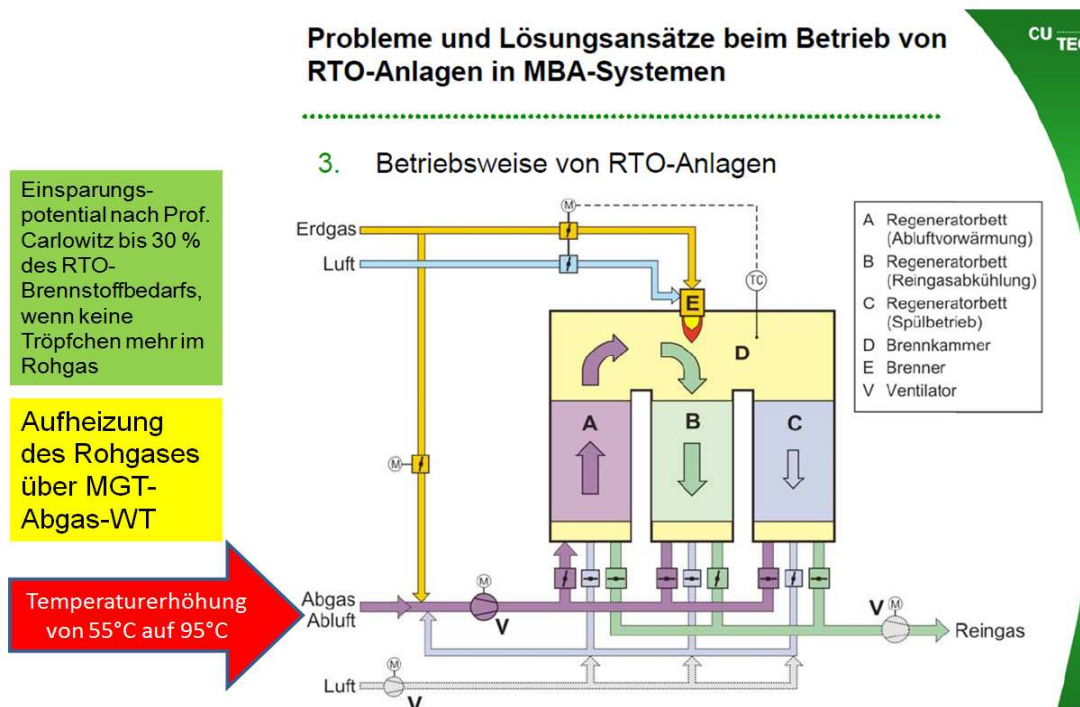 Probleme und Lösungsansätze beim Betrieb von
RTO-Anlagen in MBA-Systemen
CU
TEC
3. Betriebsweise von RTO-Anlagen
Einsparungs-
potential nach Prof.
Carlowitz bis 30 %
des RTO-
Brennstoffbedarfs,
wenn keine
Tröpfchen mehr im
Rohgas
Aufheizung
des Rohgases
über MGT-
Abgas-WT
Temperaturerhöhung
von 55°C auf 95°C
M
Erdgas
Luft
TC
E
D
A
B
C
M
Abgas
Abluft
M
V
V
M
Reingas
M
Luft
V
A Regeneratorbett
(Abluftvorwärmung)
B Regeneratorbett
(Reingasabkühlung)
C Regeneratorbett
(Spülbetrieb)
D Brennkammer
E Brenner
V Ventilator